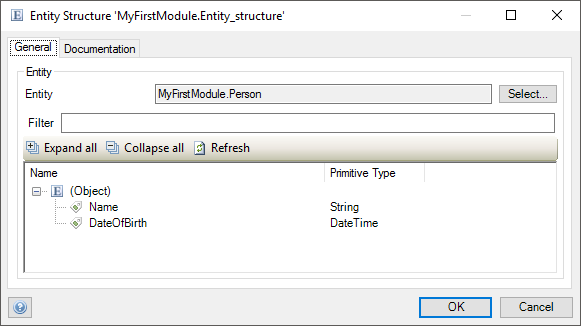 Entity Structure 'MyFirstModule.Entity_structure'
General Documentation
Entity
Entity MyFirstModule.Person Select...
Filter
Expand all Collapse all Refresh
Name Primitive Type
E (Object)
Name String
DateOfBirth DateTime
OK Cancel